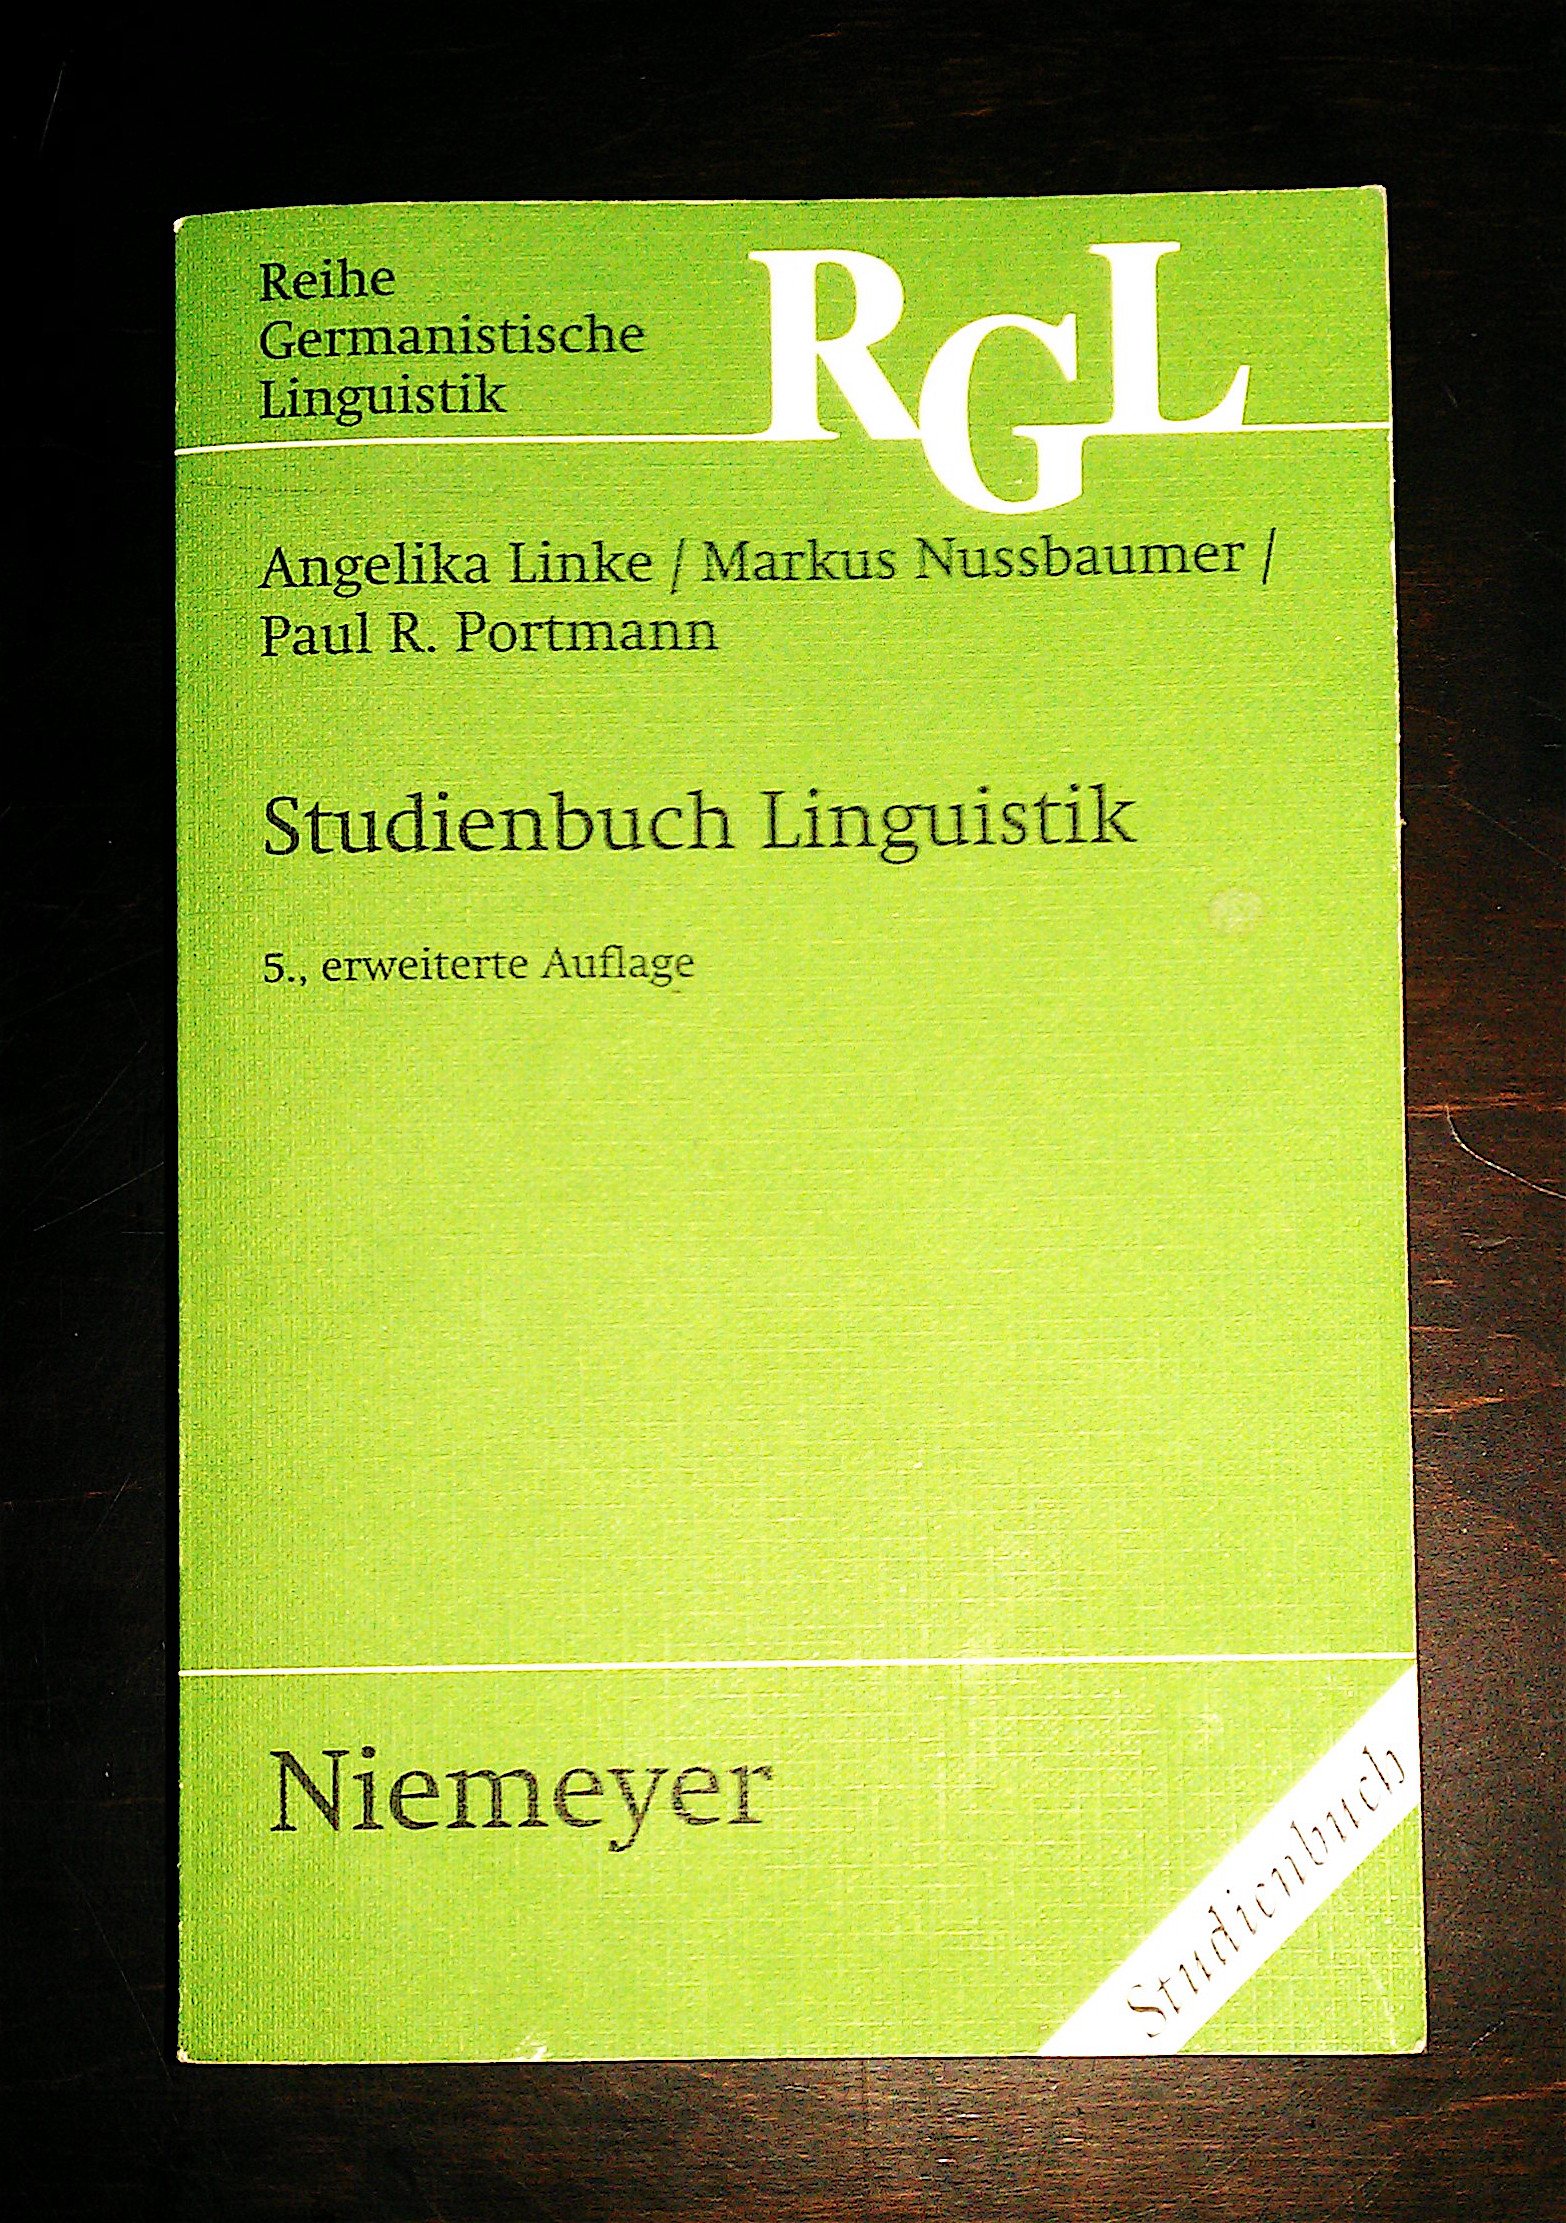 Reihe
Germanistische
Linguistik
RGL
Angelika Linke / Markus Nussbaumer /
Paul R. Portmann
Studienbuch Linguistik
5., erweiterte Auflage
Niemeyer
Studienbuch